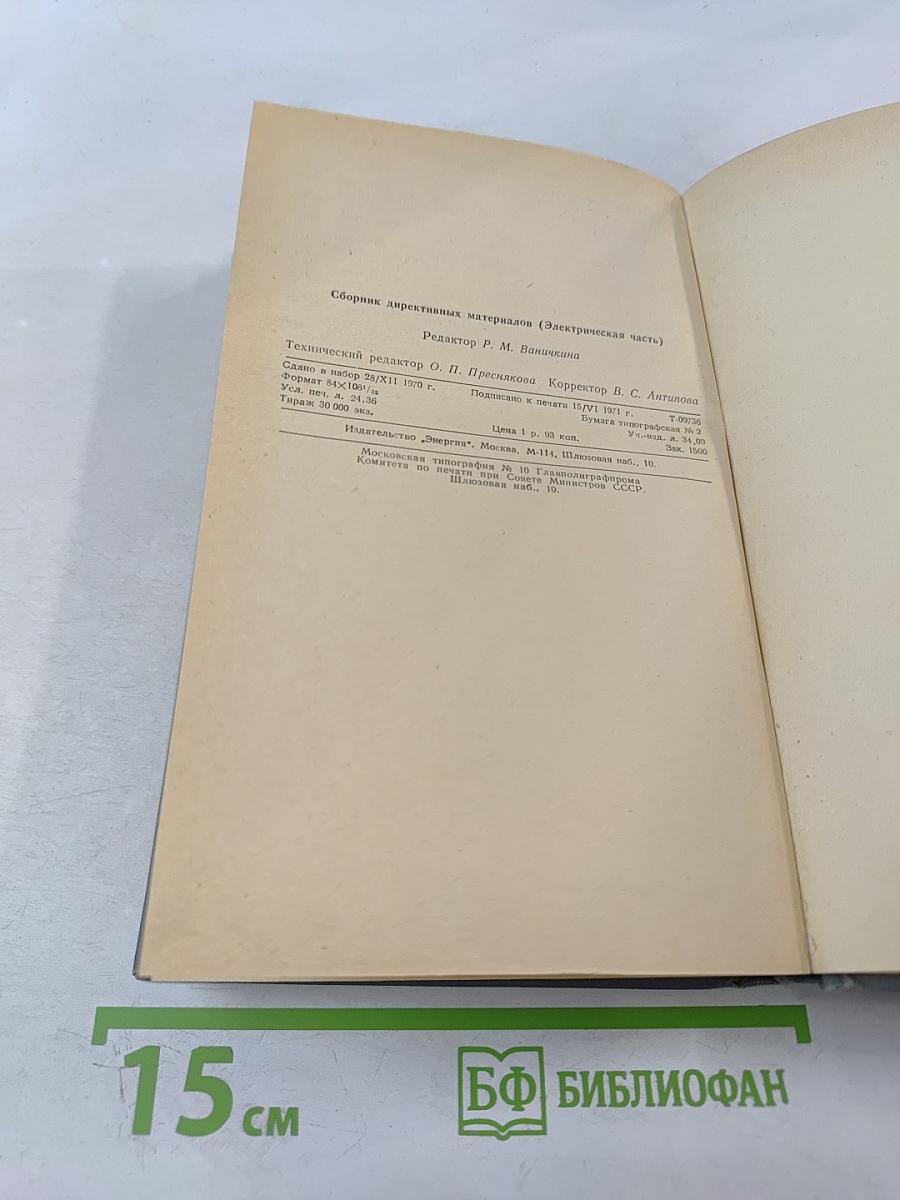 Сборник директивных материалов (Электрическая часть)
Редактор Р. М. Ваничкина
Технический редактор О. П. Преснякова Корректор В. С. Антипова
Сдано в набор 28/XII 1970 г. Подписано к печати 15/VI 1971 г. Т-09736
Формат 84×108¹/₃₂ Бумага типографская № 2
Усл. печ. л. 24,36 Уч.-изд. л. 34,09
Тираж 30 000 экз. Цена 1 р. 93 коп. Зак. 1500
Издательство „Энергия“. Москва, М-114, Шлюзовая наб., 10.
Московская типография № 10 Главполиграфпрома
Комитета по печати при Совете Министров СССР.
Шлюзовая наб., 10.
15 см
БФ БИБЛИОФАН